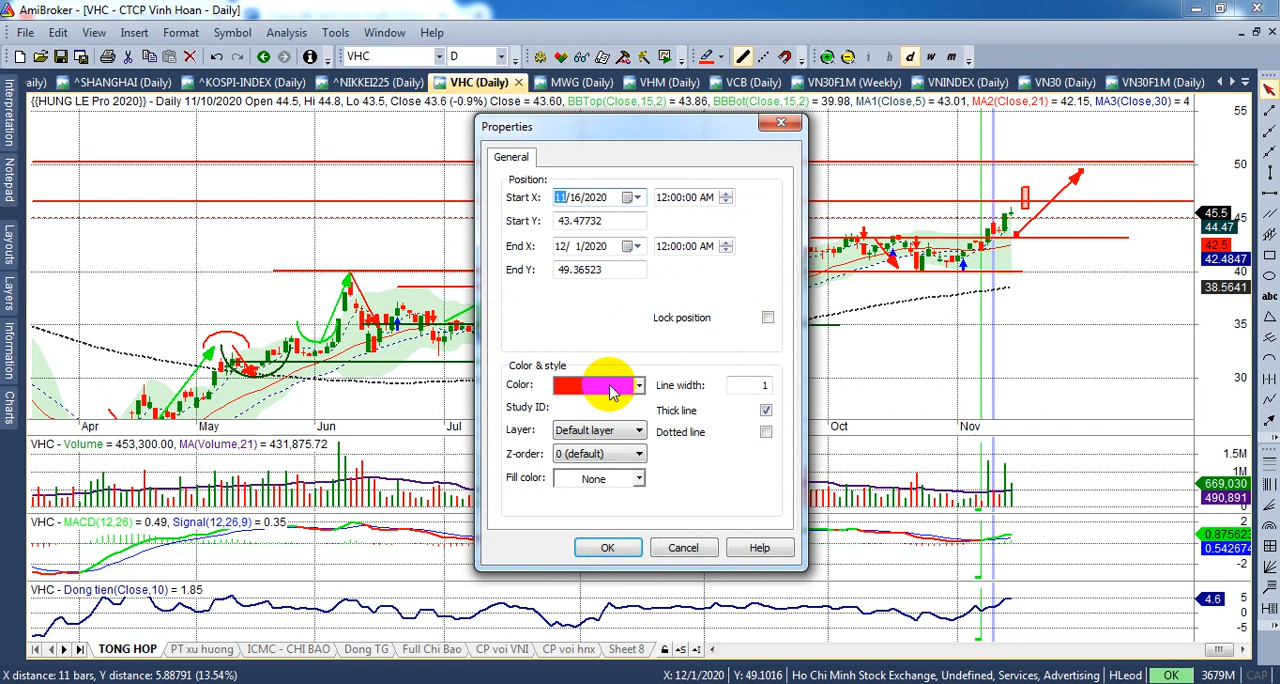 AmiBroker - [VHC - CTCP Vinh Hoan - Daily]
File Edit View Insert Format Symbol Analysis Tools Window Help
VHC D i h d w m
aily) ^SHANGHAI (Daily) ^KOSPI-INDEX (Daily) ^NIKKEI225 (Daily) VHC (Daily) MWG (Daily) VHM (Daily) VCB (Daily) VN30F1M (Weekly) VNINDEX (Daily) VN30 (Daily) VN30F1M (Daily)
{{HUNG LE Pro 2020}} - Daily 11/10/2020 Open 44.5, Hi 44.8, Lo 43.5, Close 43.6 (-0.9%) Close = 43.60, BBTop(Close,15,2) = 43.86, BBBot(Close,15,2) = 39.98, MA1(Close,5) = 43.01, MA2(Close,21) = 42.15, MA3(Close,30) = 4
Interpretation
Notepad
Layouts
Layers
Information
Charts
Properties
General
Position:
Start X: 11/16/2020 12:00:00 AM
Start Y: 43.47732
End X: 12/ 1/2020 12:00:00 AM
End Y: 49.36523
Lock position
Color & style
Color: Line width: 1
Study ID: Thick line
Layer: Default layer Dotted line
Z-order: 0 (default)
Fill color: None
OK Cancel Help
55
50
45.5
45
44.47
42.5
42.4847
40
38.5641
35
30
abc
Apr May Jun Jul Oct Nov
VHC - Volume = 453,300.00, MA(Volume,21) = 431,875.72
1.5M
1M
669,030
490,891
VHC - MACD(12,26) = 0.49, Signal(12,26,9) = 0.35
2
0.875623
0.542674
-2
VHC - Dong tien(Close,10) = 1.85
5
4.6
0
-5
TONG HOP PT xu huong ICMC - CHI BAO Dong TG Full Chi Bao CP voi VNI CP voi hnx Sheet 8
X distance: 11 bars, Y distance: 5.88791 (13.54%) X: 12/1/2020 Y: 49.1016 Ho Chi Minh Stock Exchange, Undefined, Services, Advertising HLeod OK 3679M CAP